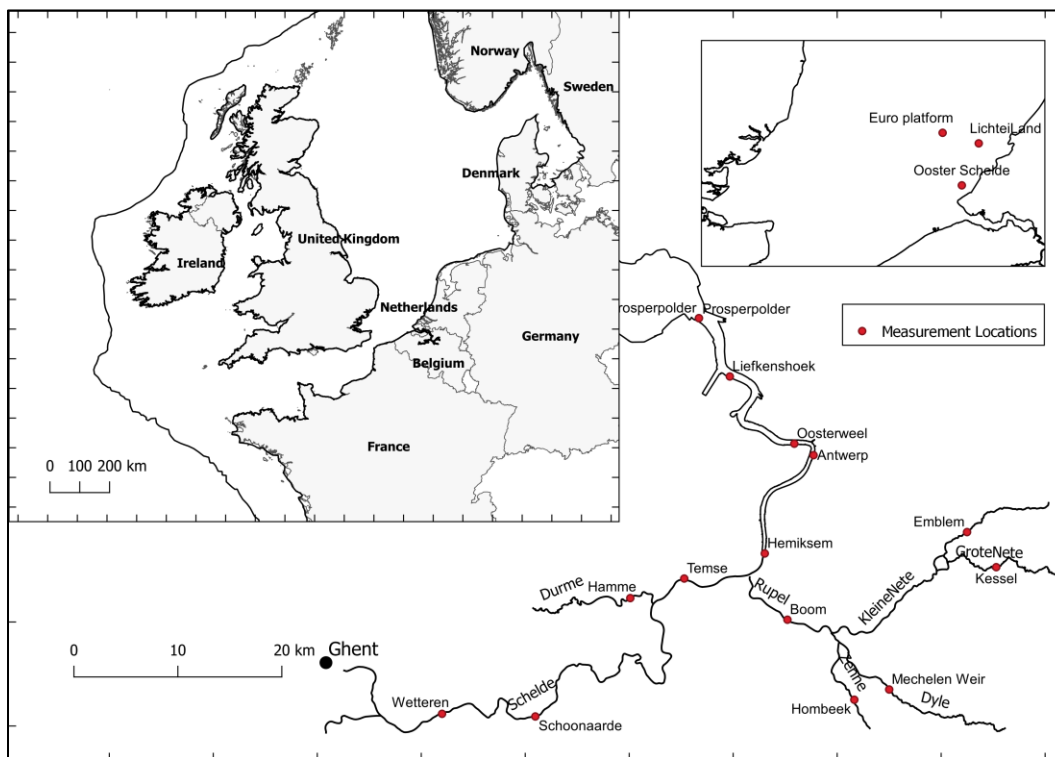 Norway
Sweden
Denmark
United Kingdom
Ireland
Netherlands
Germany
Belgium
France
0 100 200 km
Euro platform
LichteiLand
Ooster Schelde
Measurement Locations
rosperpolder
Prosperpolder
Liefkenshoek
Oosterweel
Antwerp
Hemiksem
Emblem
GroteNete
Kessel
Temse
Durme
Hamme
Rupel
Boom
KleineNete
0 10 20 km
Ghent
Zenne
Mechelen Weir
Wetteren
Schelde
Hombeek
Dyle
Schoonaarde